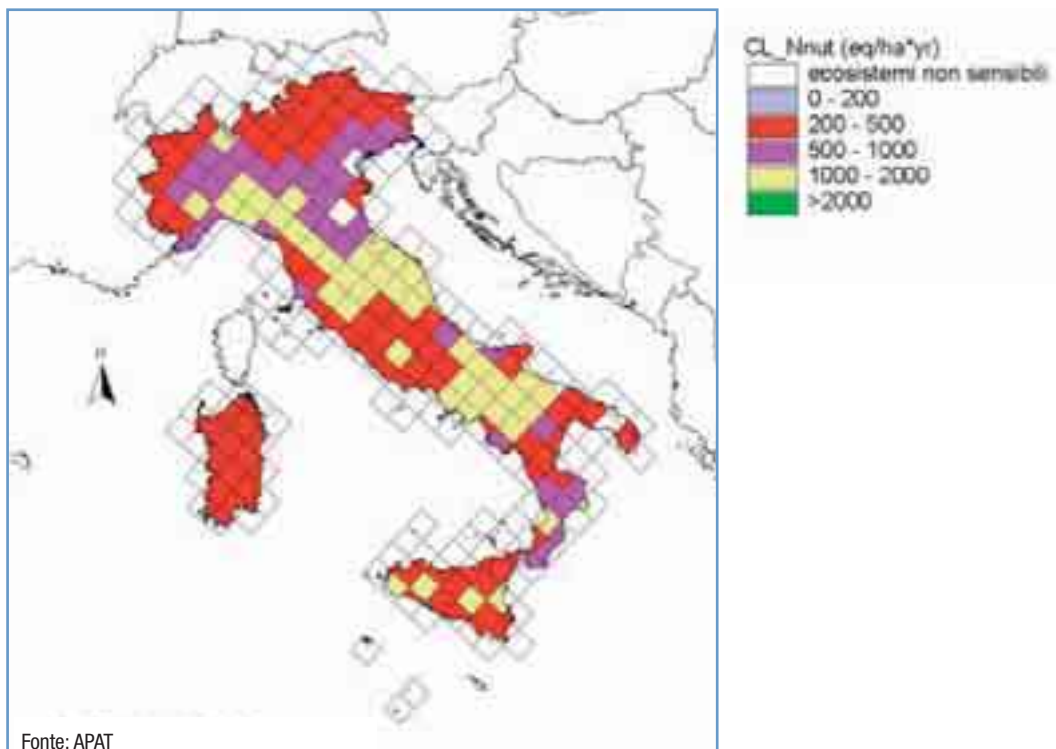 CL_Nnut (eq/ha*yr)
ecosistemi non sensibili
0 - 200
200 - 500
500 - 1000
1000 - 2000
>2000
Fonte: APAT